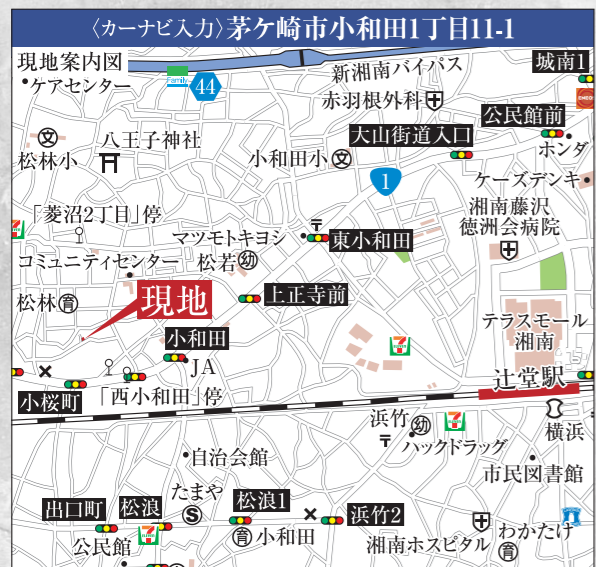 〈カーナビ入力〉茅ケ崎市小和田1丁目11-1
現地案内図
ケアセンター
Family
44
新湘南バイパス
城南1
赤羽根外科
ENEOS
公民館前
文
松林小
八王子神社
小和田小
文
大山街道入口
ホンダ
1
ケーズデンキ
「菱沼2丁目」停
マツモトキヨシ
〒
東小和田
湘南藤沢
徳洲会病院
コミュニティセンター
松若
幼
松林
育
現地
上正寺前
小和田
テラスモール
湘南
JA
小桜町
「西小和田」停
辻堂駅
浜竹
幼
〒
ハックドラッグ
横浜
自治会館
市民図書館
たまや
S
出口町
松浪
松浪1
浜竹2
公民館
育
小和田
湘南ホスピタル
わかたけ
育